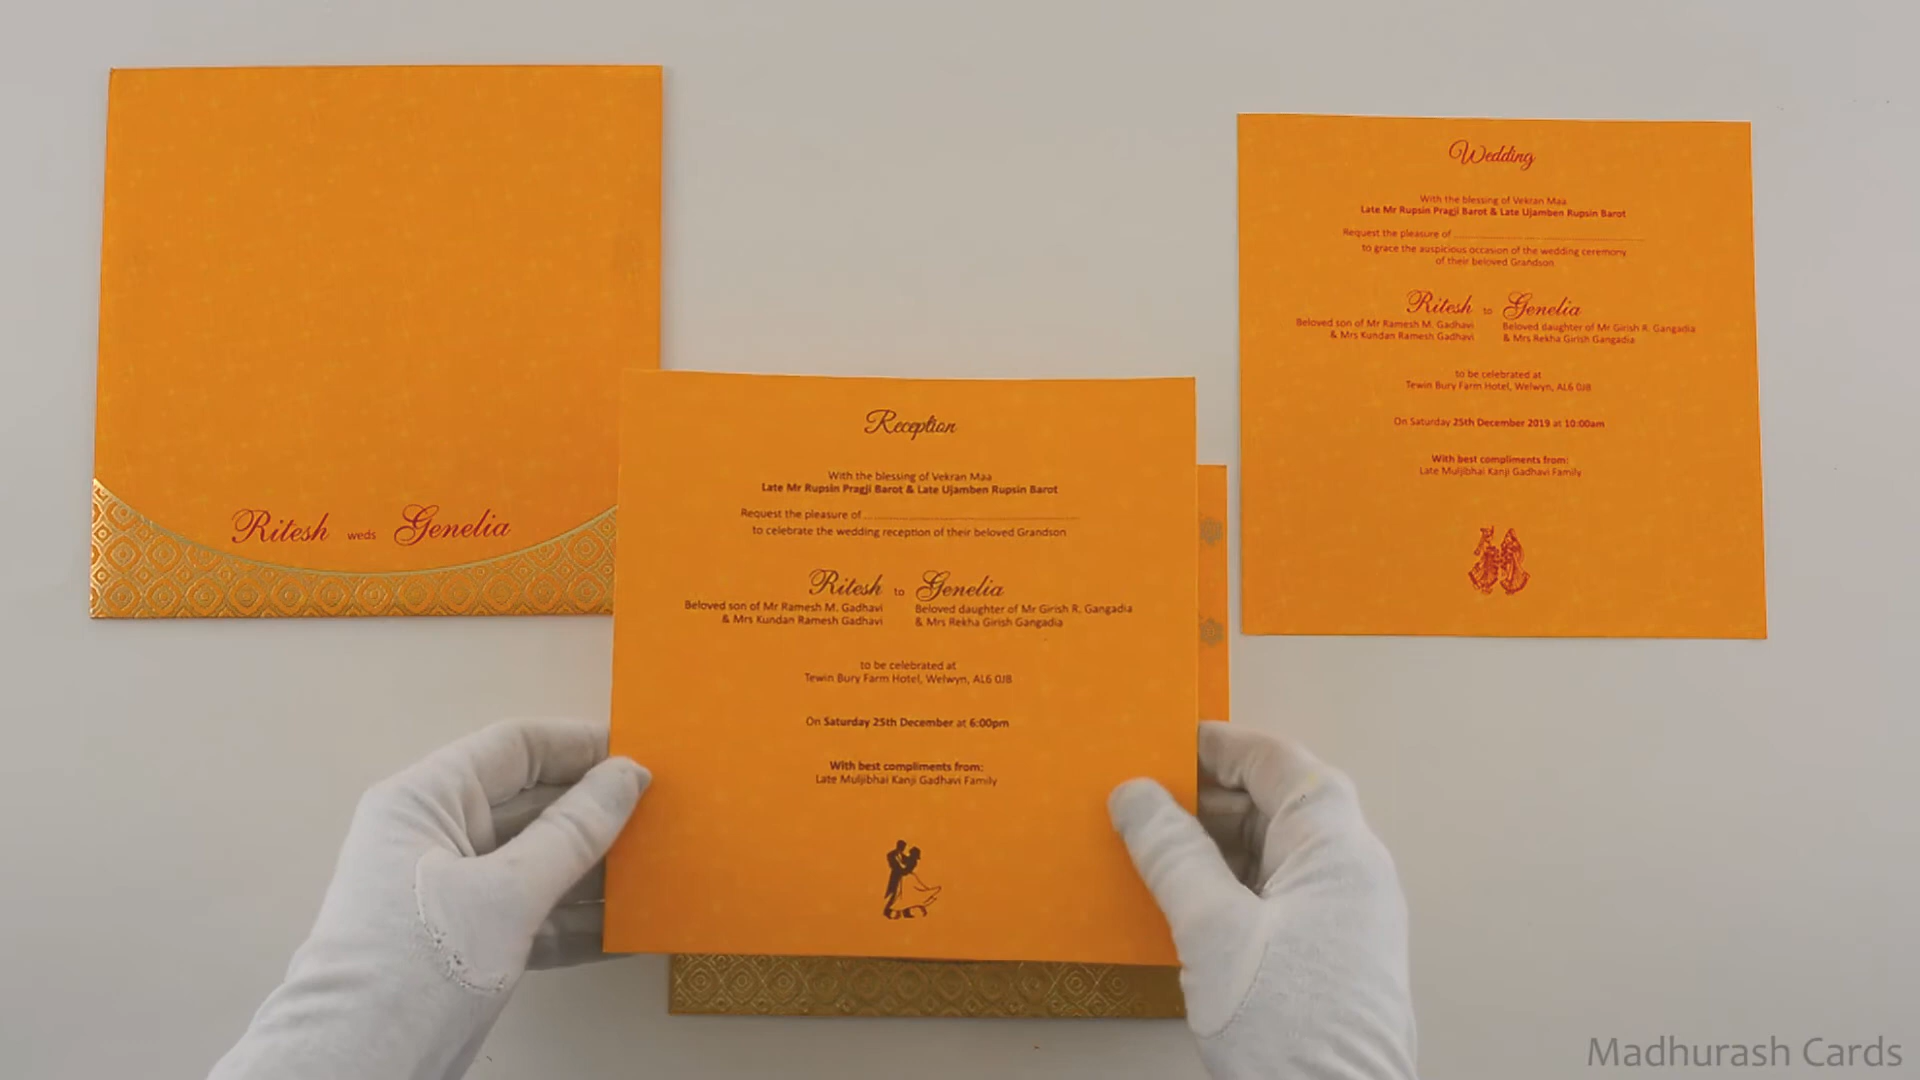 Ritesh weds Genelia
Reception
With the blessing of Vekran Maa
Late Mr Rupsin Pragji Barot & Late Ujamben Rupsin Barot
Request the pleasure of
to celebrate the wedding reception of their beloved Grandson
Ritesh to Genelia
Beloved son of Mr Ramesh M. Gadhavi
& Mrs Kundan Ramesh Gadhavi
Beloved daughter of Mr Girish R. Gangadia
& Mrs Rekha Girish Gangadia
to be celebrated at
Tewin Bury Farm Hotel, Welwyn, AL6 0JB
On Saturday 25th December at 6:00pm
With best compliments from:
Late Muljibhai Kanji Gadhavi Family
Wedding
With the blessing of Vekran Maa
Late Mr Rupsin Pragji Barot & Late Ujamben Rupsin Barot
Request the pleasure of
to grace the auspicious occasion of the wedding ceremony
of their beloved Grandson
Ritesh to Genelia
Beloved son of Mr Ramesh M. Gadhavi
& Mrs Kundan Ramesh Gadhavi
Beloved daughter of Mr Girish R. Gangadia
& Mrs Rekha Girish Gangadia
to be celebrated at
Tewin Bury Farm Hotel, Welwyn, AL6 0JB
On Saturday 25th December 2019 at 10:00am
With best compliments from:
Late Muljibhai Kanji Gadhavi Family
Madhurash Cards